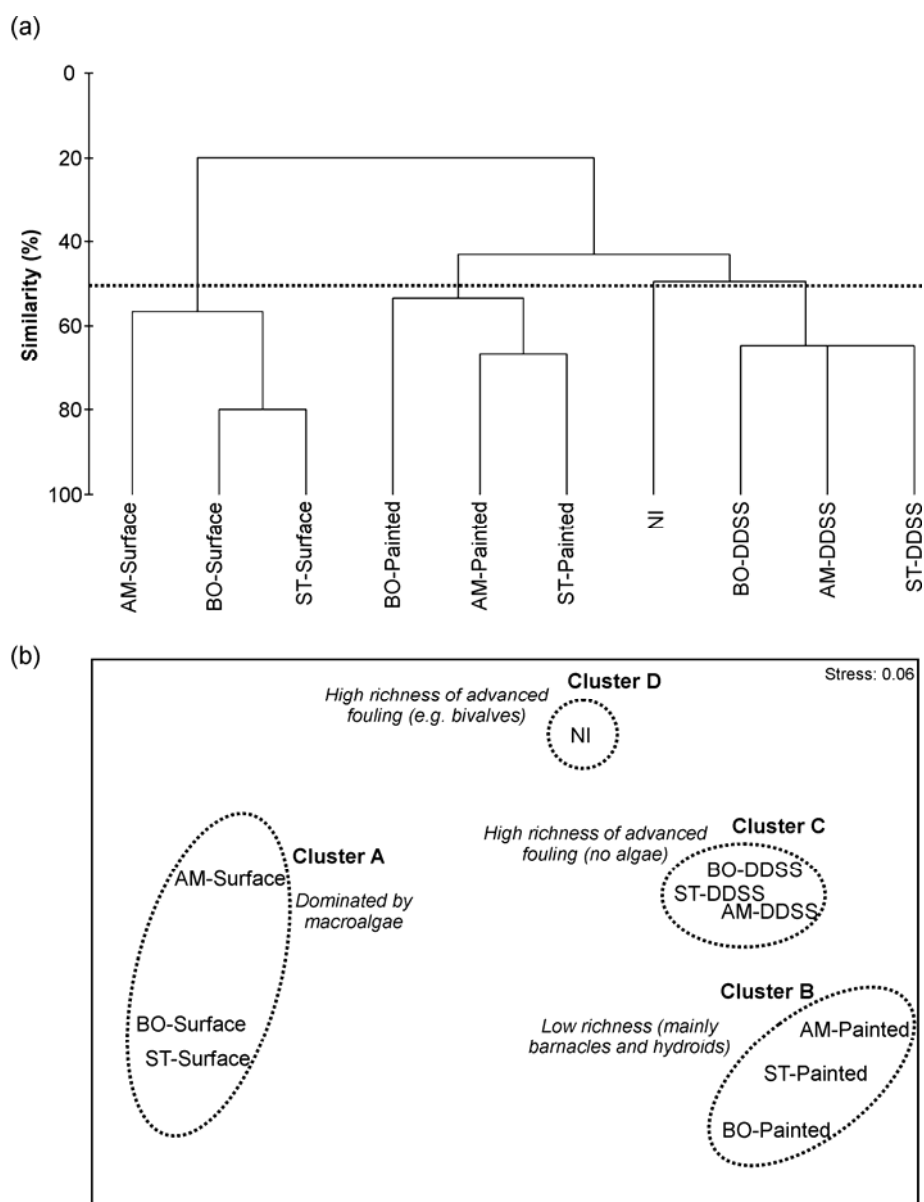 (a)
0
20
40
60
80
100
Similarity (%)
AM-Surface
BO-Surface
ST-Surface
BO-Painted
AM-Painted
ST-Painted
NI
BO-DDSS
AM-DDSS
ST-DDSS
(b)
Stress: 0.06
Cluster D
High richness of advanced
fouling (e.g. bivalves)
NI
Cluster C
High richness of advanced
fouling (no algae)
BO-DDSS
ST-DDSS
AM-DDSS
Cluster A
AM-Surface
Dominated by
macroalgae
BO-Surface
ST-Surface
Cluster B
Low richness (mainly
barnacles and hydroids)
AM-Painted
ST-Painted
BO-Painted